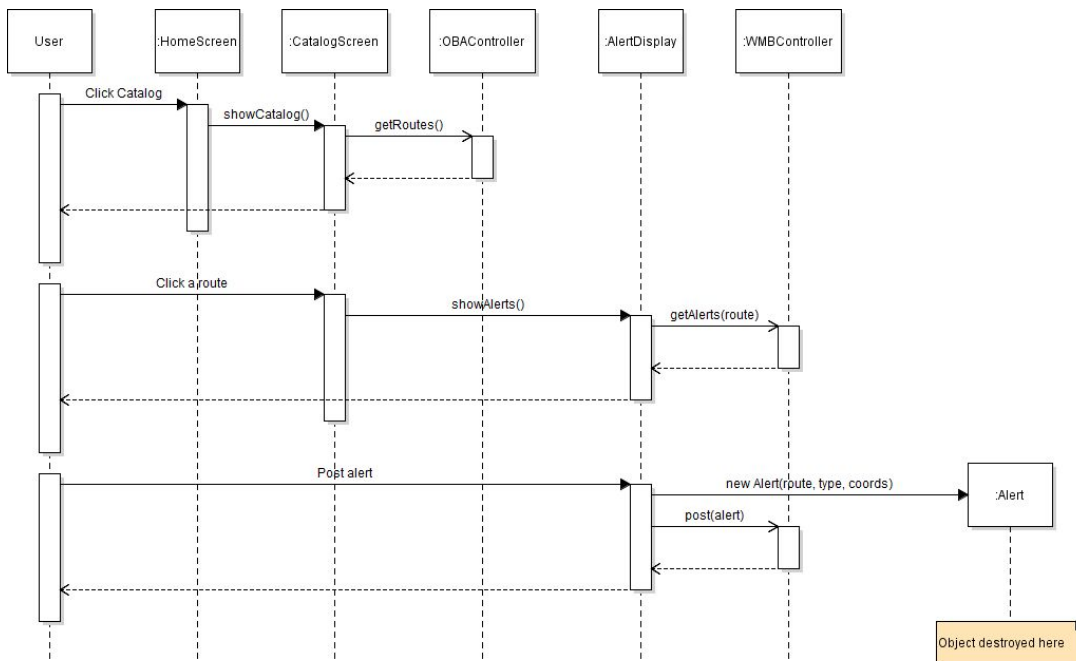 User
:HomeScreen
:CatalogScreen
:OBAController
:AlertDisplay
:WMBController
Click Catalog
showCatalog()
getRoutes()
Click a route
showAlerts()
getAlerts(route)
Post alert
new Alert(route, type, coords)
:Alert
post(alert)
Object destroyed here